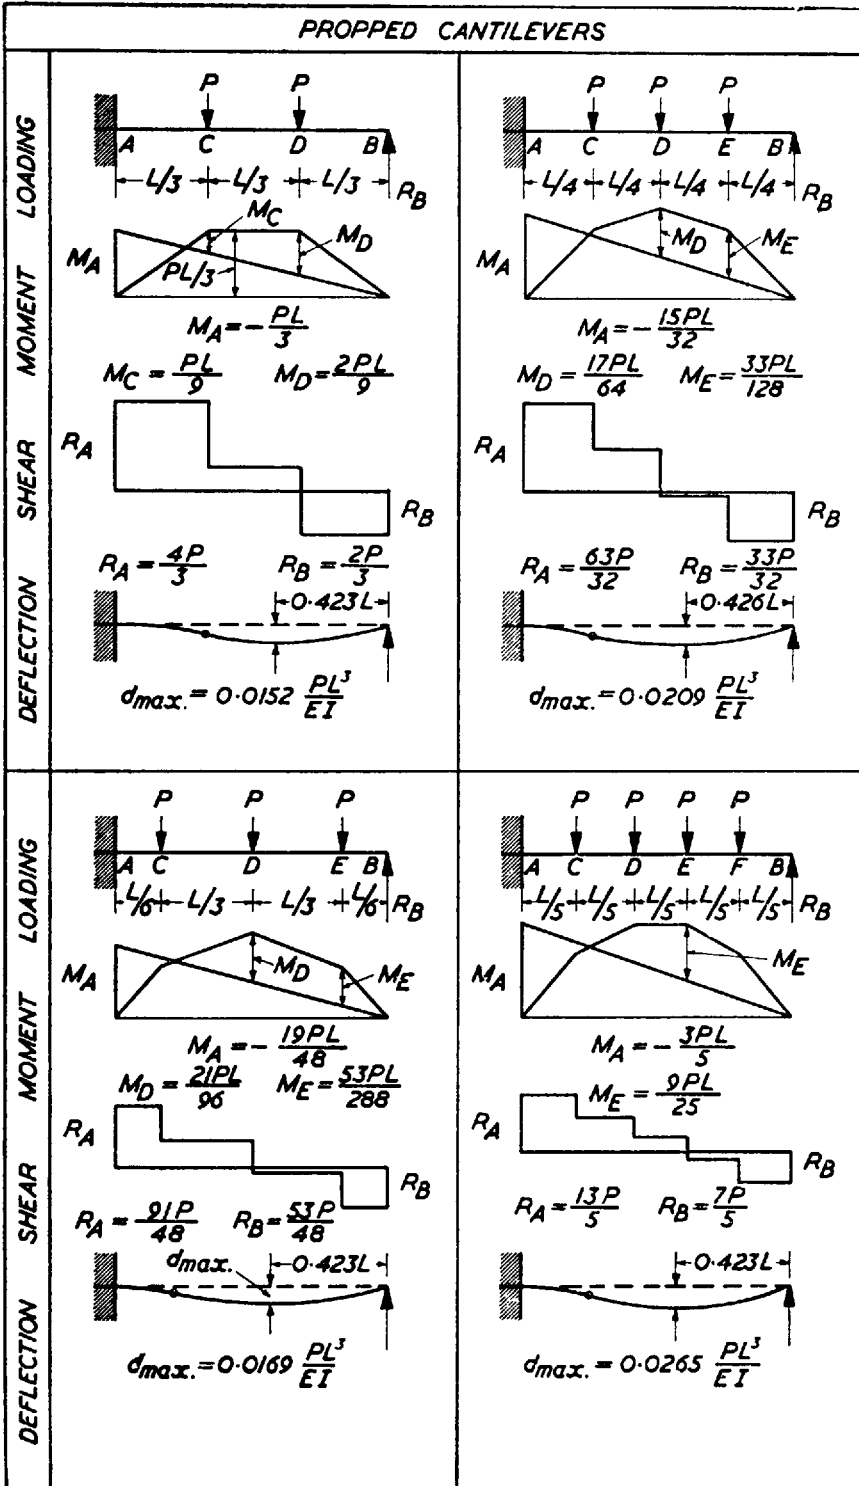 PROPPED CANTILEVERS
LOADING
MOMENT
SHEAR
DEFLECTION
P P
A C D B
L/3 L/3 L/3 R_B
M_C
M_A PL/3 M_D
M_A = - PL/3
M_C = PL/9 M_D = 2PL/9
R_A R_B
R_A = 4P/3 R_B = 2P/3
0·423L
d_max. = 0·0152 PL³/EI
P P P
A C D E B
L/4 L/4 L/4 L/4 R_B
M_A M_D M_E
M_A = - 15PL/32
M_D = 17PL/64 M_E = 33PL/128
R_A R_B
R_A = 63P/32 R_B = 33P/32
0·426L
d_max. = 0·0209 PL³/EI
LOADING
MOMENT
SHEAR
DEFLECTION
P P P
A C D E B
L/6 L/3 L/3 L/6 R_B
M_A M_D M_E
M_A = - 19PL/48
M_D = 21PL/96 M_E = 53PL/288
R_A R_B
R_A = 91P/48 R_B = 53P/48
d_max. 0·423L
d_max. = 0·0169 PL³/EI
P P P P
A C D E F B
L/5 L/5 L/5 L/5 L/5 R_B
M_A M_E
M_A = - 3PL/5
M_E = 9PL/25
R_A R_B
R_A = 13P/5 R_B = 7P/5
0·423L
d_max. = 0·0265 PL³/EI